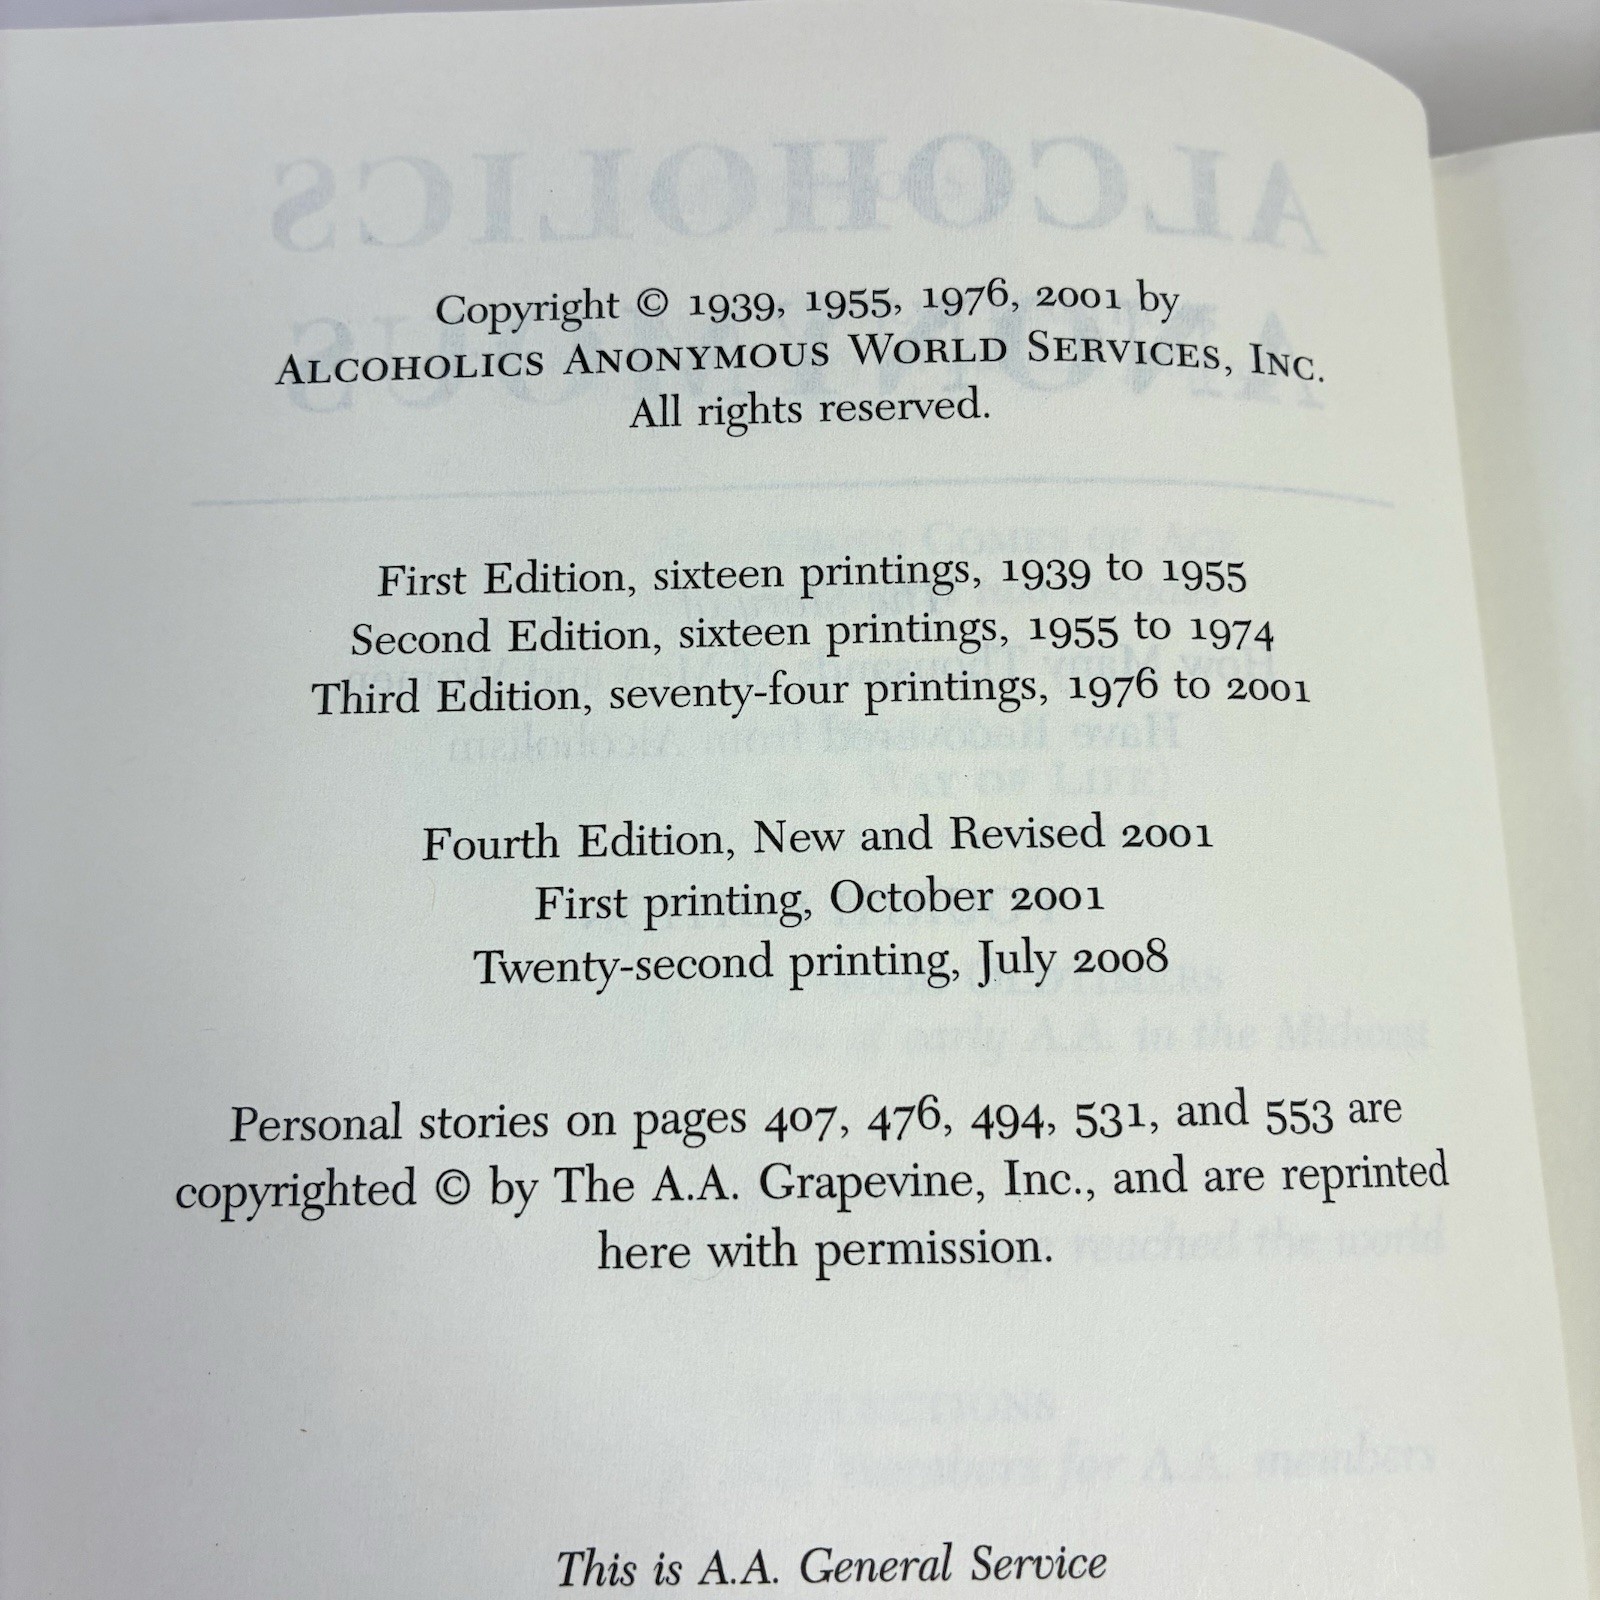 Copyright © 1939, 1955, 1976, 2001 by
ALCOHOLICS ANONYMOUS WORLD SERVICES, INC.
All rights reserved.
First Edition, sixteen printings, 1939 to 1955
Second Edition, sixteen printings, 1955 to 1974
Third Edition, seventy-four printings, 1976 to 2001
Fourth Edition, New and Revised 2001
First printing, October 2001
Twenty-second printing, July 2008
Personal stories on pages 407, 476, 494, 531, and 553 are
copyrighted © by The A.A. Grapevine, Inc., and are reprinted
here with permission.
This is A.A. General Service